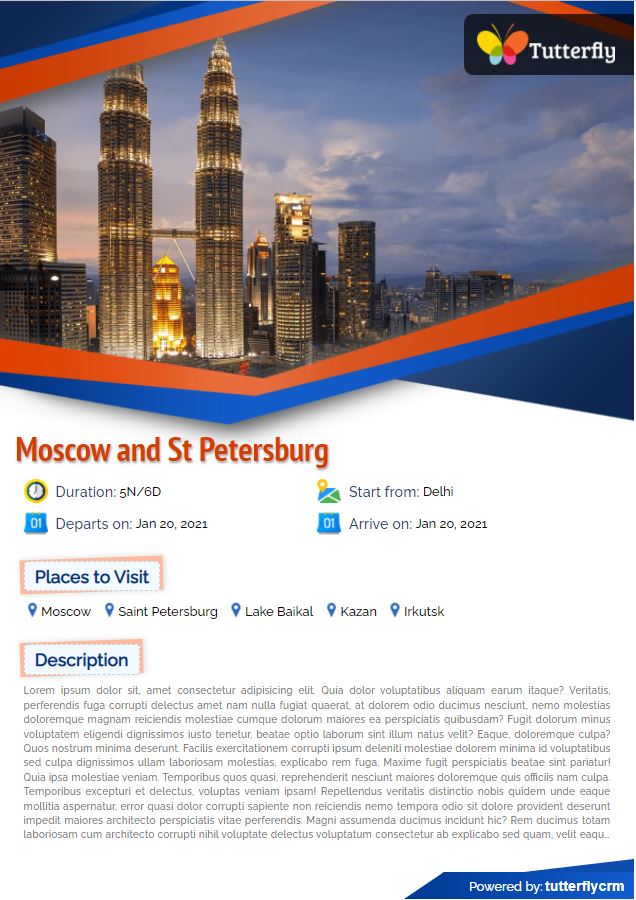 Tutterfly
Moscow and St Petersburg
Duration: 5N/6D
Start from: Delhi
01 Departs on: Jan 20, 2021
01 Arrive on: Jan 20, 2021
Places to Visit
Moscow Saint Petersburg Lake Baikal Kazan Irkutsk
Description
Lorem ipsum dolor sit, amet consectetur adipisicing elit. Quia dolor voluptatibus aliquam earum itaque? Veritatis,
perferendis fuga corrupti delectus amet nam nulla fugiat quaerat, at dolorem odio ducimus nesciunt, nemo molestias
doloremque magnam reiciendis molestiae cumque dolorum maiores ea perspiciatis quibusdam? Fugit dolorum minus
voluptatem eligendi dignissimos iusto tenetur, beatae optio laborum sint illum natus velit? Eaque, doloremque culpa?
Quos nostrum minima deserunt. Facilis exercitationem corrupti ipsum deleniti molestiae dolorem minima id voluptatibus
sed culpa dignissimos ullam laboriosam molestias, explicabo rem fuga. Maxime fugit perspiciatis beatae sint pariatur!
Quia ipsa molestiae veniam. Temporibus quos quasi, reprehenderit nesciunt maiores doloremque quis officiis nam culpa.
Temporibus excepturi et delectus, voluptas veniam ipsam! Repellendus veritatis distinctio nobis quidem unde eaque
mollitia aspernatur, error quasi dolor corrupti sapiente non reiciendis nemo tempora odio sit dolore provident deserunt
impedit maiores architecto perspiciatis vitae perferendis. Magni assumenda ducimus incidunt hic? Rem ducimus totam
laboriosam cum architecto corrupti nihil voluptate delectus voluptatum consectetur ab explicabo sed quam, velit eaqu...
Powered by: tutterflycrm